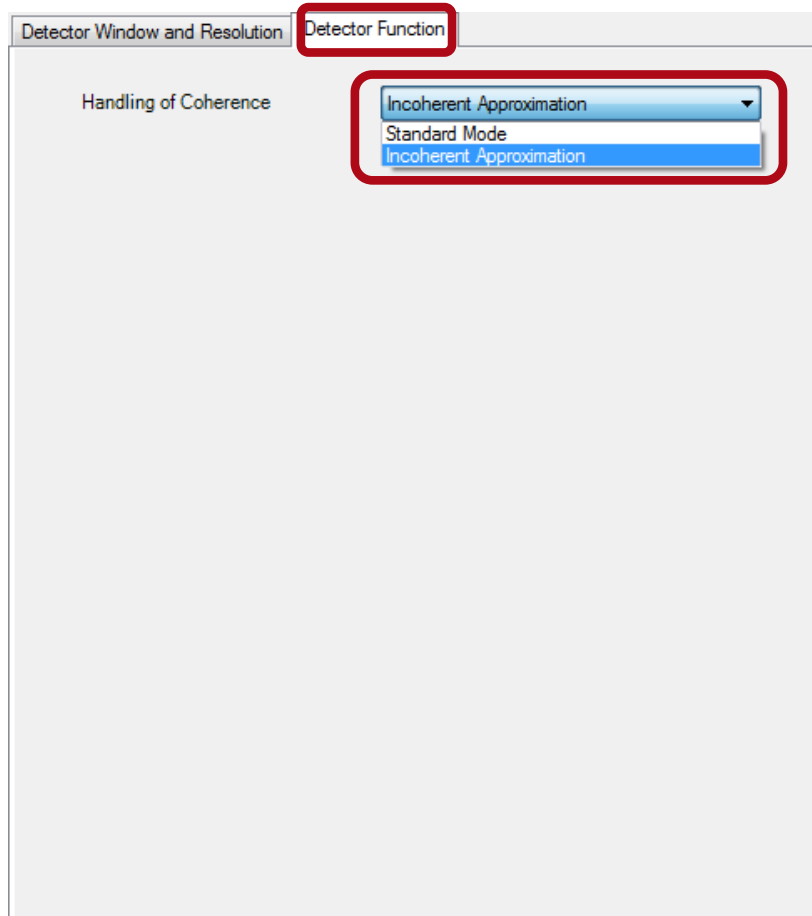 Detector Window and Resolution Detector Function
Handling of Coherence Incoherent Approximation
Standard Mode
Incoherent Approximation